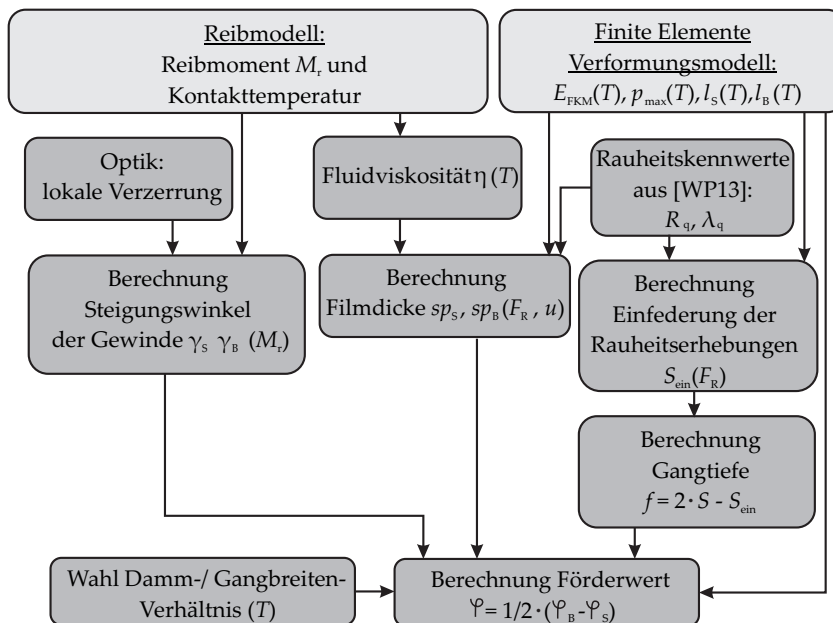 Reibmodell:
Reibmoment Mr und
Kontakttemperatur
Finite Elemente
Verformungsmodell:
E_FKM(T), p_max(T), l_S(T), l_B(T)
Optik:
lokale Verzerrung
Fluidviskosität η(T)
Rauheitskennwerte
aus [WP13]:
R_q, λ_q
Berechnung
Steigungswinkel
der Gewinde γ_S γ_B (M_r)
Berechnung
Filmdicke sp_S, sp_B(F_R, u)
Berechnung
Einfederung der
Rauheitserhebungen
S_ein(F_R)
Berechnung
Gangtiefe
f = 2· S - S_ein
Wahl Damm-/ Gangbreiten-
Verhältnis (T)
Berechnung Förderwert
φ= 1/2·(φ_B-φ_S)